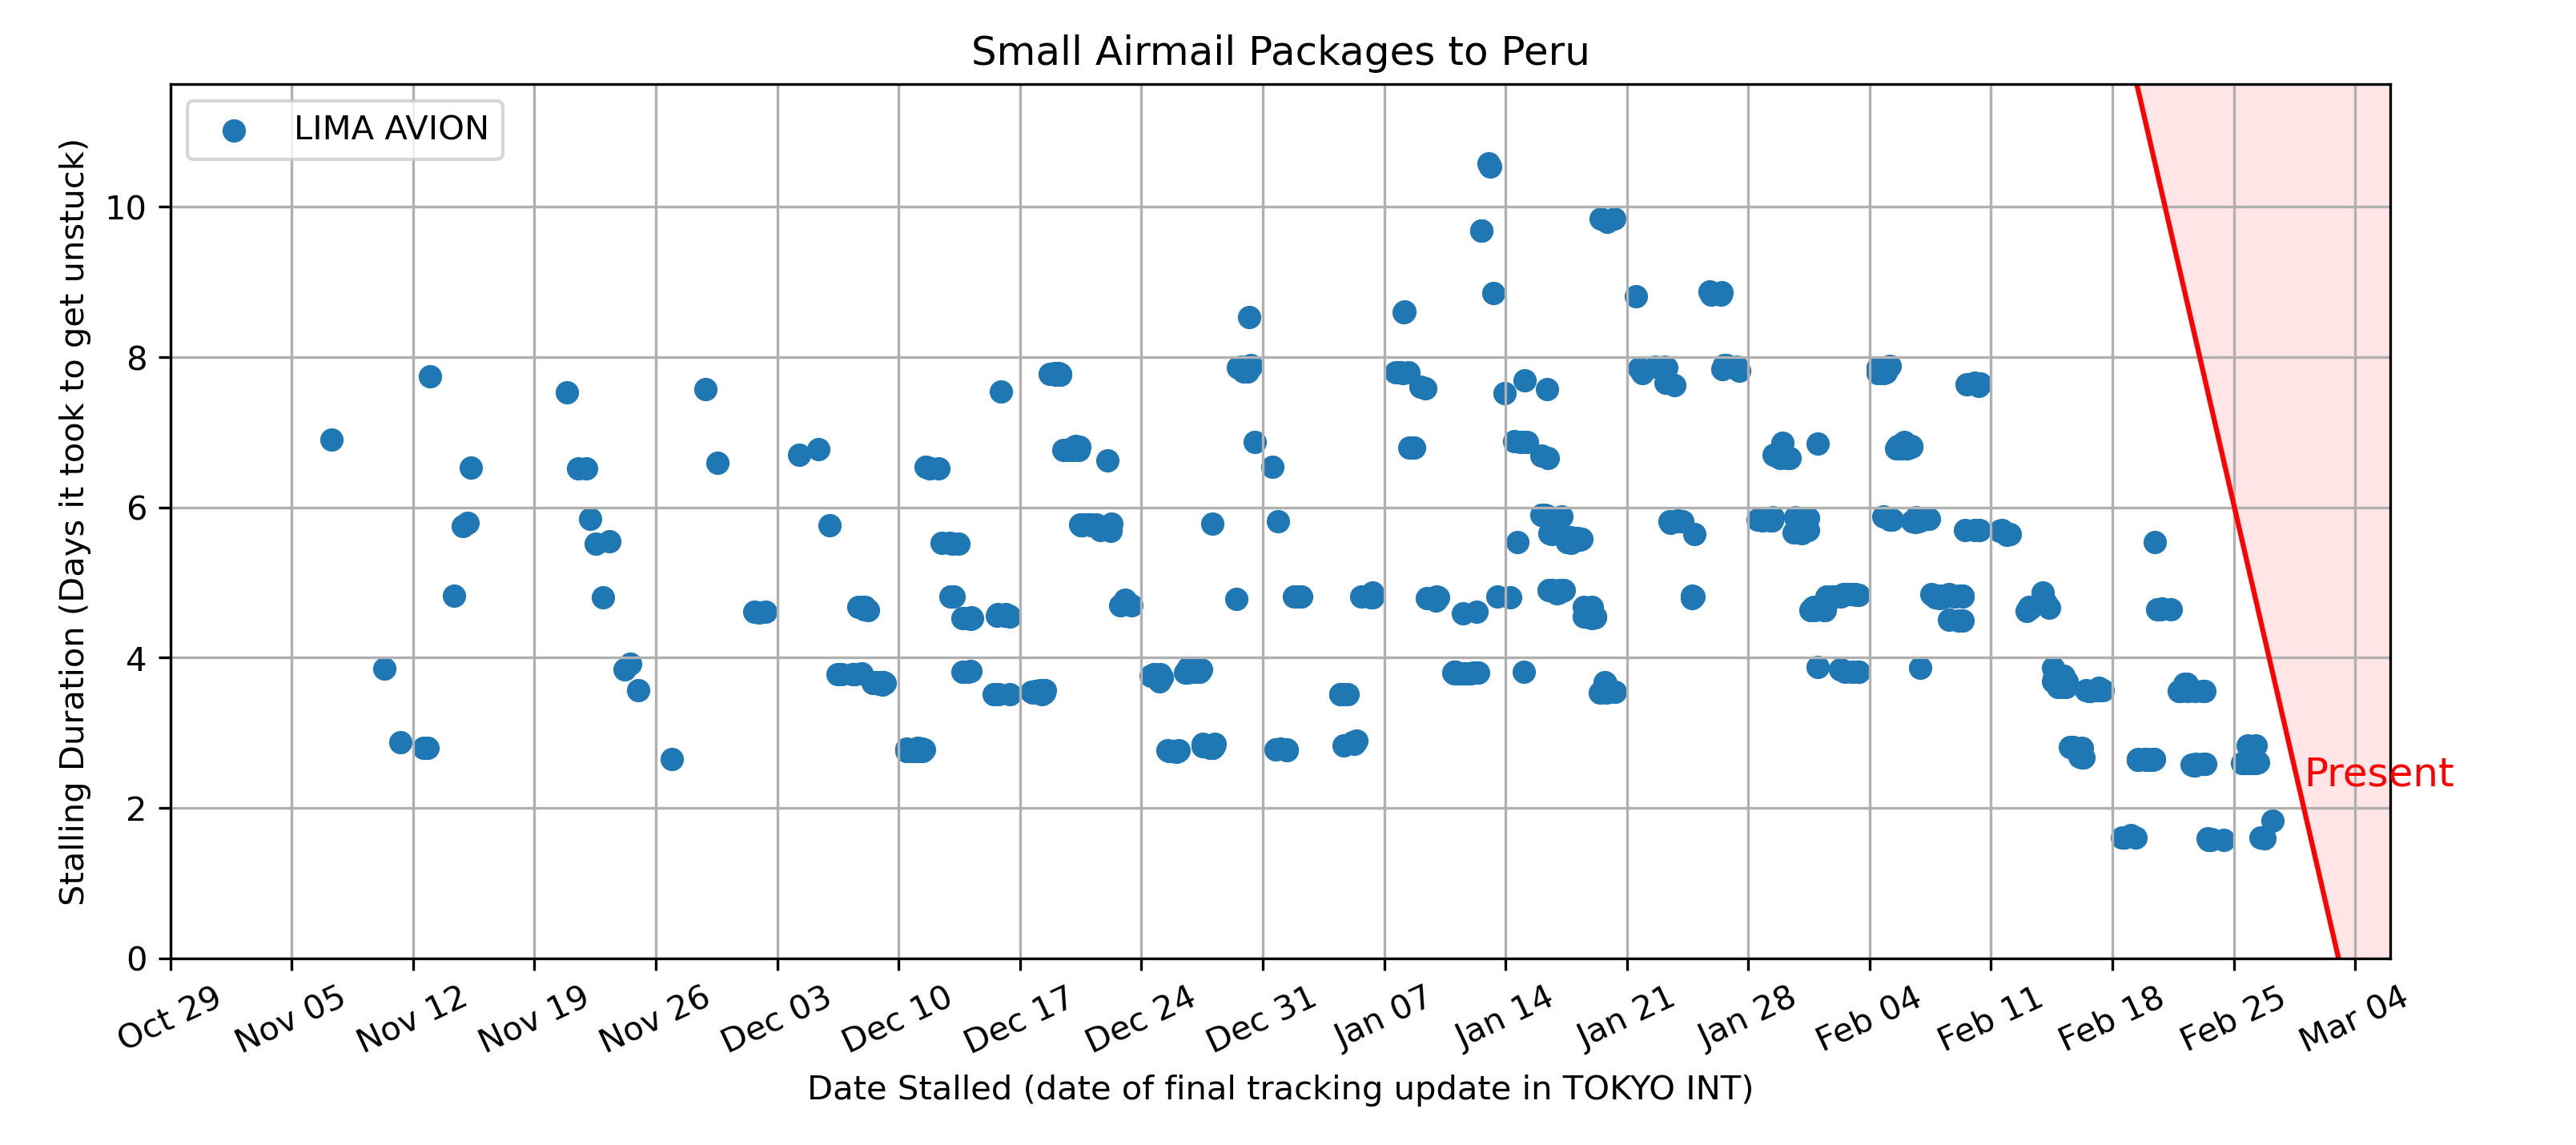 Small Airmail Packages to Peru
LIMA AVION
Stalling Duration (Days it took to get unstuck)
10
8
6
4
2
0
Present
Oct 29
Nov 05
Nov 12
Nov 19
Nov 26
Dec 03
Dec 10
Dec 17
Dec 24
Dec 31
Jan 07
Jan 14
Jan 21
Jan 28
Feb 04
Feb 11
Feb 18
Feb 25
Mar 04
Date Stalled (date of final tracking update in TOKYO INT)